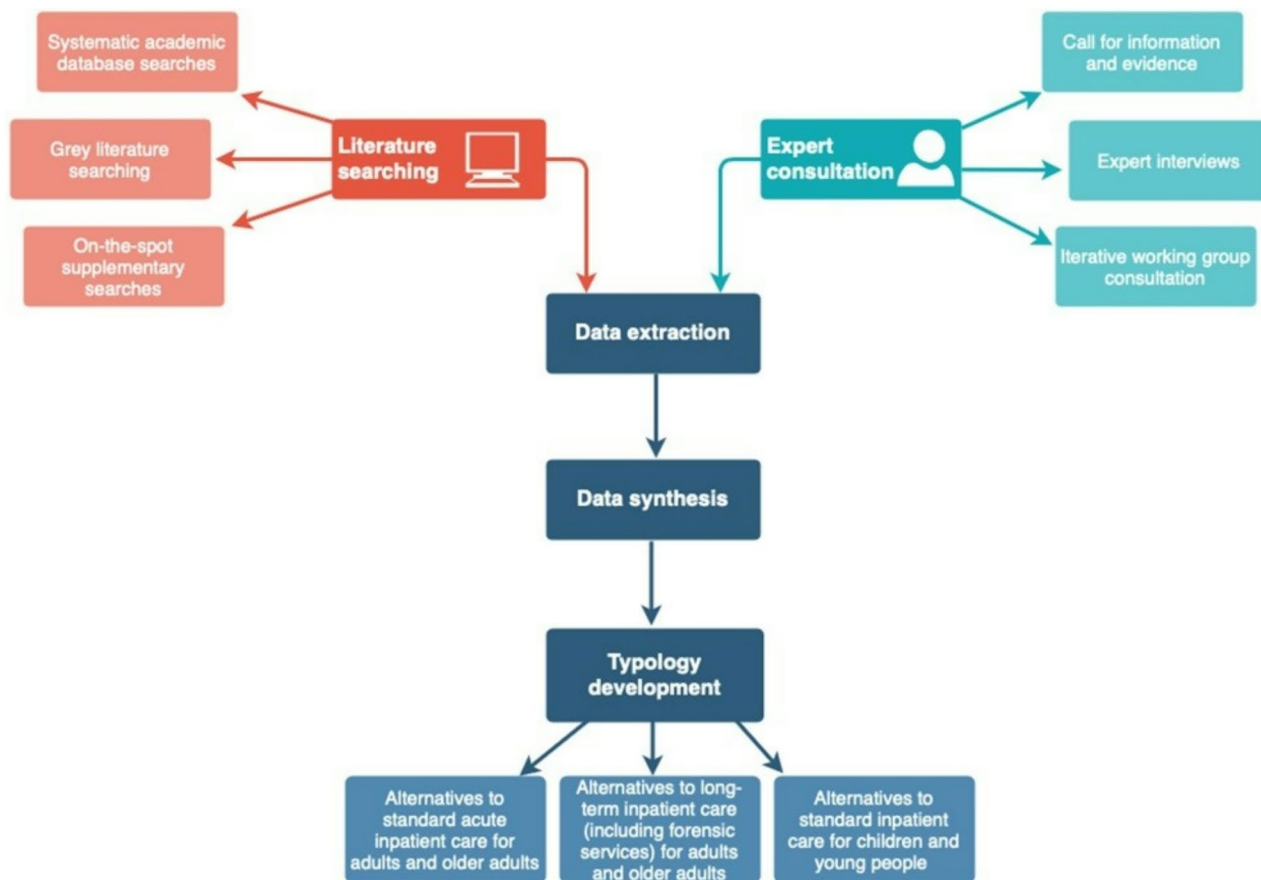 Systematic academic
database searches
Grey literature
searching
On-the-spot
supplementary
searches
Literature
searching
Expert
consultation
Call for information
and evidence
Expert interviews
Iterative working group
consultation
Data extraction
Data synthesis
Typology
development
Alternatives to
standard acute
inpatient care for
adults and older adults
Alternatives to long-
term inpatient care
(including forensic
services) for adults
and older adults
Alternatives to
standard inpatient
care for children and
young people